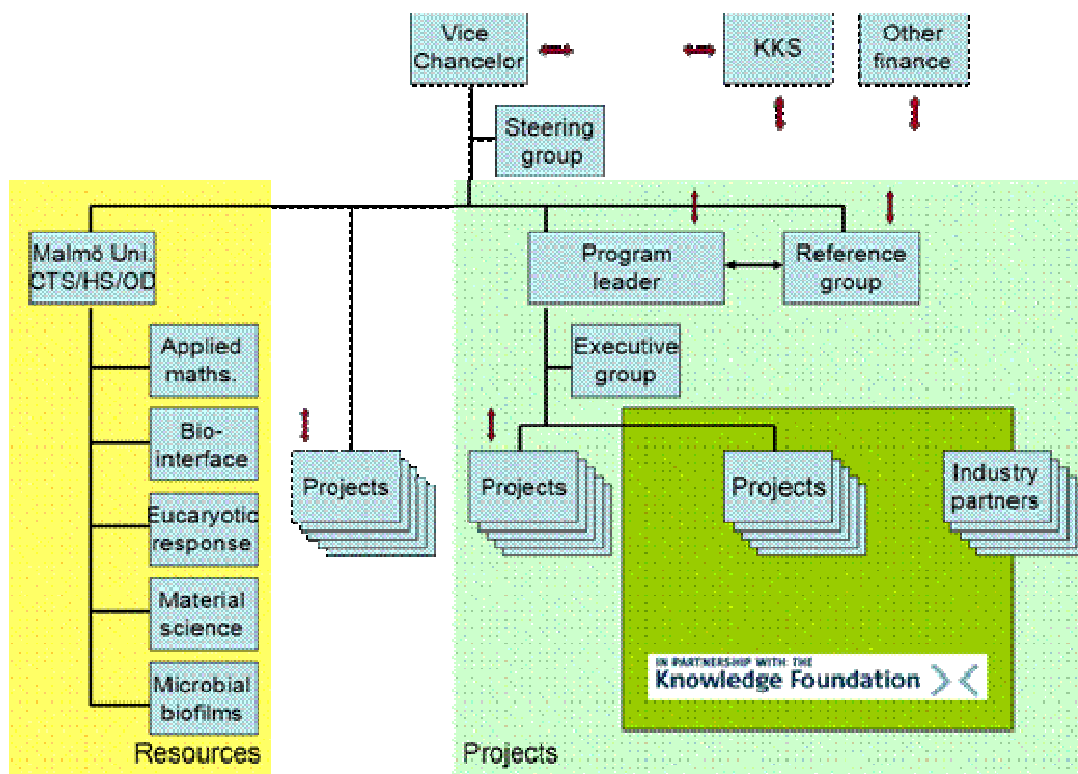 Vice
Chancelor
KKS
Other
finance
Steering
group
Malmö Uni.
CTS/HS/OD
Program
leader
Reference
group
Applied
maths.
Executive
group
Bio-
interface
Projects
Projects
Projects
Industry
partners
Eucaryotic
response
Material
science
Microbial
biofilms
IN PARTNERSHIP WITH: THE
Knowledge Foundation
Resources
Projects